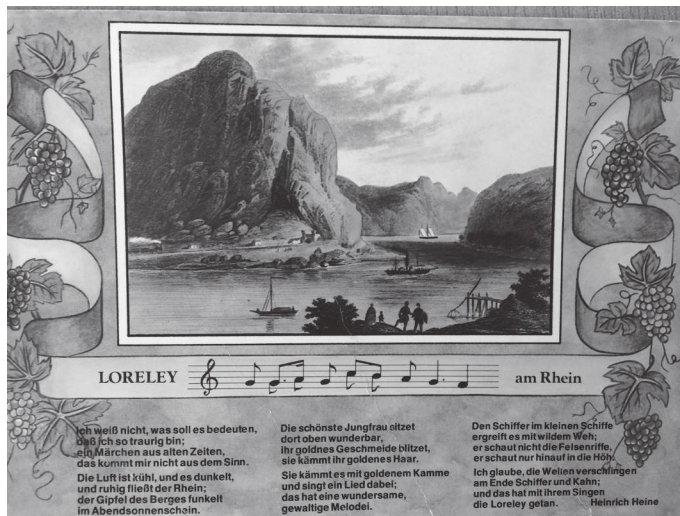 LORELEY am Rhein
Ich weiß nicht, was soll es bedeuten,
daß ich so traurig bin;
ein Märchen aus alten Zeiten,
das kommt mir nicht aus dem Sinn.
Die Luft ist kühl, und es dunkelt,
und ruhig fließt der Rhein;
der Gipfel des Berges funkelt
im Abendsonnenschein.
Die schönste Jungfrau sitzet
dort oben wunderbar,
ihr goldnes Geschmeide blitzet,
sie kämmt ihr goldenes Haar.
Sie kämmt es mit goldenem Kamme
und singt ein Lied dabei;
das hat eine wundersame,
gewaltige Melodei.
Den Schiffer im kleinen Schiffe
ergreift es mit wildem Weh;
er schaut nicht die Felsenriffe,
er schaut nur hinauf in die Höh.
Ich glaube, die Wellen verschlingen
am Ende Schiffer und Kahn;
und das hat mit ihrem Singen
die Loreley getan. Heinrich Heine